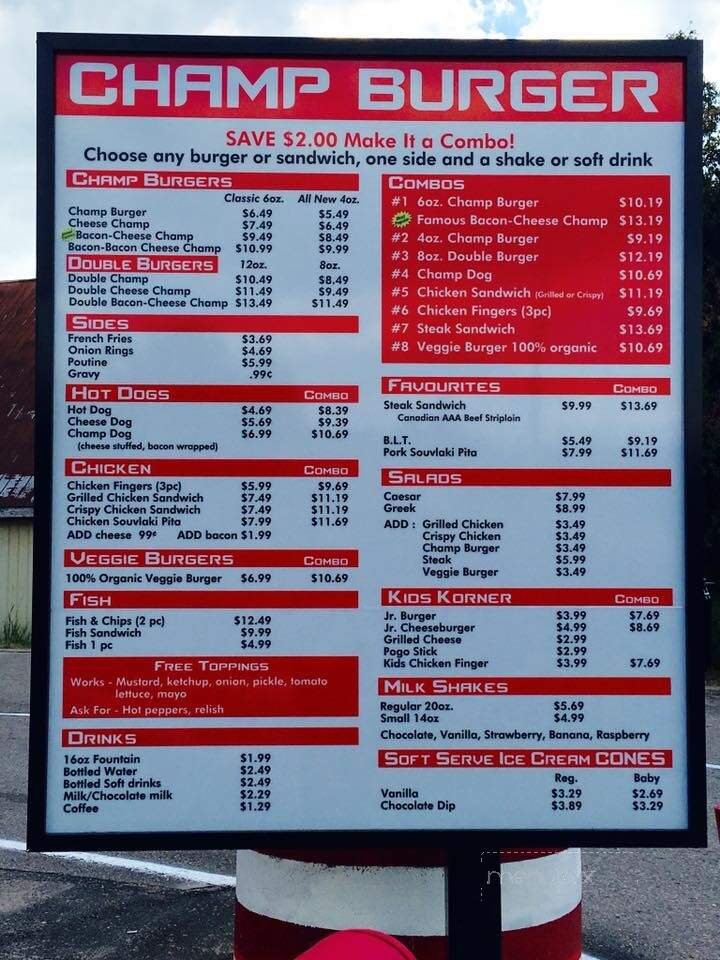 CHAMP BURGER
SAVE $2.00 Make It a Combo!
Choose any burger or sandwich, one side and a shake or soft drink
CHAMP BURGERS
Classic 6oz. All New 4oz.
Champ Burger $6.49 $5.49
Cheese Champ $7.49 $6.49
Bacon-Cheese Champ $9.49 $8.49
Bacon-Bacon Cheese Champ $10.99 $9.99
DOUBLE BURGERS 12oz. 8oz.
Double Champ $10.49 $8.49
Double Cheese Champ $11.49 $9.49
Double Bacon-Cheese Champ $13.49 $11.49
SIDES
French Fries $3.69
Onion Rings $4.69
Poutine $5.99
Gravy .99¢
HOT DOGS COMBO
Hot Dog $4.69 $8.39
Cheese Dog $5.69 $9.39
Champ Dog $6.99 $10.69
(cheese stuffed, bacon wrapped)
CHICKEN COMBO
Chicken Fingers (3pc) $5.99 $9.69
Grilled Chicken Sandwich $7.49 $11.19
Crispy Chicken Sandwich $7.49 $11.19
Chicken Souvlaki Pita $7.99 $11.69
ADD cheese 99¢ ADD bacon $1.99
VEGGIE BURGERS COMBO
100% Organic Veggie Burger $6.99 $10.69
FISH
Fish & Chips (2 pc) $12.49
Fish Sandwich $9.99
Fish 1 pc $4.99
FREE TOPPINGS
Works - Mustard, ketchup, onion, pickle, tomato
lettuce, mayo
Ask For - Hot peppers, relish
DRINKS
16oz Fountain $1.99
Bottled Water $2.49
Bottled Soft drinks $2.49
Milk/Chocolate milk $2.29
Coffee $1.29
COMBOS
#1 6oz. Champ Burger $10.19
Famous Bacon-Cheese Champ $13.19
#2 4oz. Champ Burger $9.19
#3 8oz. Double Burger $12.19
#4 Champ Dog $10.69
#5 Chicken Sandwich (Grilled or Crispy) $11.19
#6 Chicken Fingers (3pc) $9.69
#7 Steak Sandwich $13.69
#8 Veggie Burger 100% organic $10.69
FAVOURITES COMBO
Steak Sandwich $9.99 $13.69
Canadian AAA Beef Striploin
B.L.T. $5.49 $9.19
Pork Souvlaki Pita $7.99 $11.69
SALADS
Caesar $7.99
Greek $8.99
ADD : Grilled Chicken $3.49
Crispy Chicken $3.49
Champ Burger $3.49
Steak $5.99
Veggie Burger $3.49
KIDS KORNER COMBO
Jr. Burger $3.99 $7.69
Jr. Cheeseburger $4.99 $8.69
Grilled Cheese $2.99
Pogo Stick $2.99
Kids Chicken Finger $3.99 $7.69
MILK SHAKES
Regular 20oz. $5.69
Small 14oz $4.99
Chocolate, Vanilla, Strawberry, Banana, Raspberry
SOFT SERVE ICE CREAM CONES
Reg. Baby
Vanilla $3.29 $2.69
Chocolate Dip $3.89 $3.29